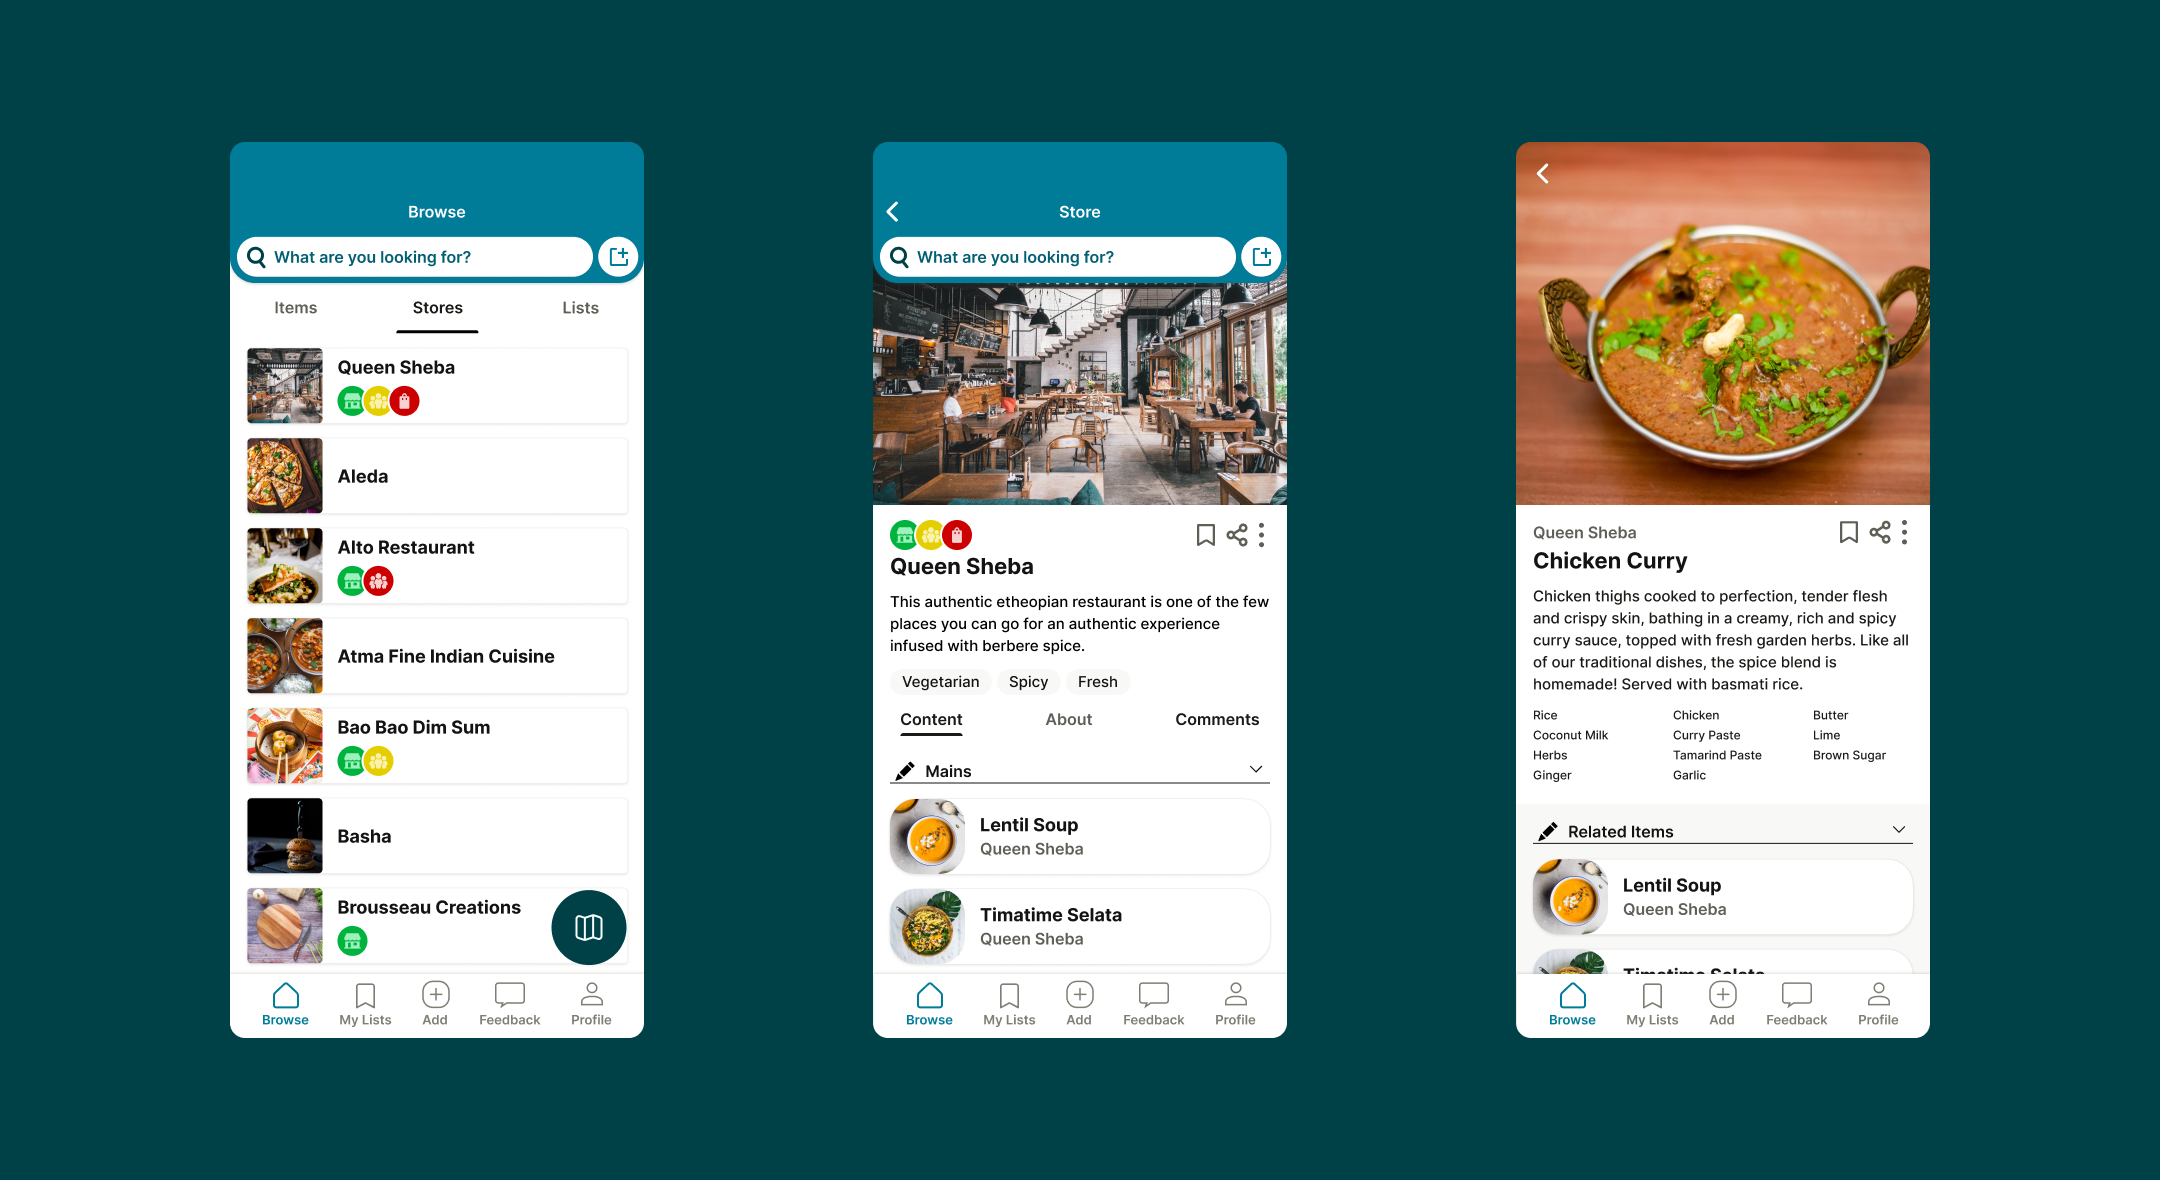 Browse
What are you looking for?
Items
Stores
Lists
Queen Sheba
Aleda
Alto Restaurant
Atma Fine Indian Cuisine
Bao Bao Dim Sum
Basha
Brousseau Creations
Browse
My Lists
Add
Feedback
Profile
Store
What are you looking for?
Queen Sheba
This authentic etheopian restaurant is one of the few
places you can go for an authentic experience
infused with berbere spice.
Vegetarian
Spicy
Fresh
Content
About
Comments
Mains
Lentil Soup
Queen Sheba
Timatime Selata
Queen Sheba
Browse
My Lists
Add
Feedback
Profile
Queen Sheba
Chicken Curry
Chicken thighs cooked to perfection, tender flesh
and crispy skin, bathing in a creamy, rich and spicy
curry sauce, topped with fresh garden herbs. Like all
of our traditional dishes, the spice blend is
homemade! Served with basmati rice.
Rice
Chicken
Butter
Coconut Milk
Curry Paste
Lime
Herbs
Tamarind Paste
Brown Sugar
Ginger
Garlic
Related Items
Lentil Soup
Queen Sheba
Timatime Selata
Browse
My Lists
Add
Feedback
Profile